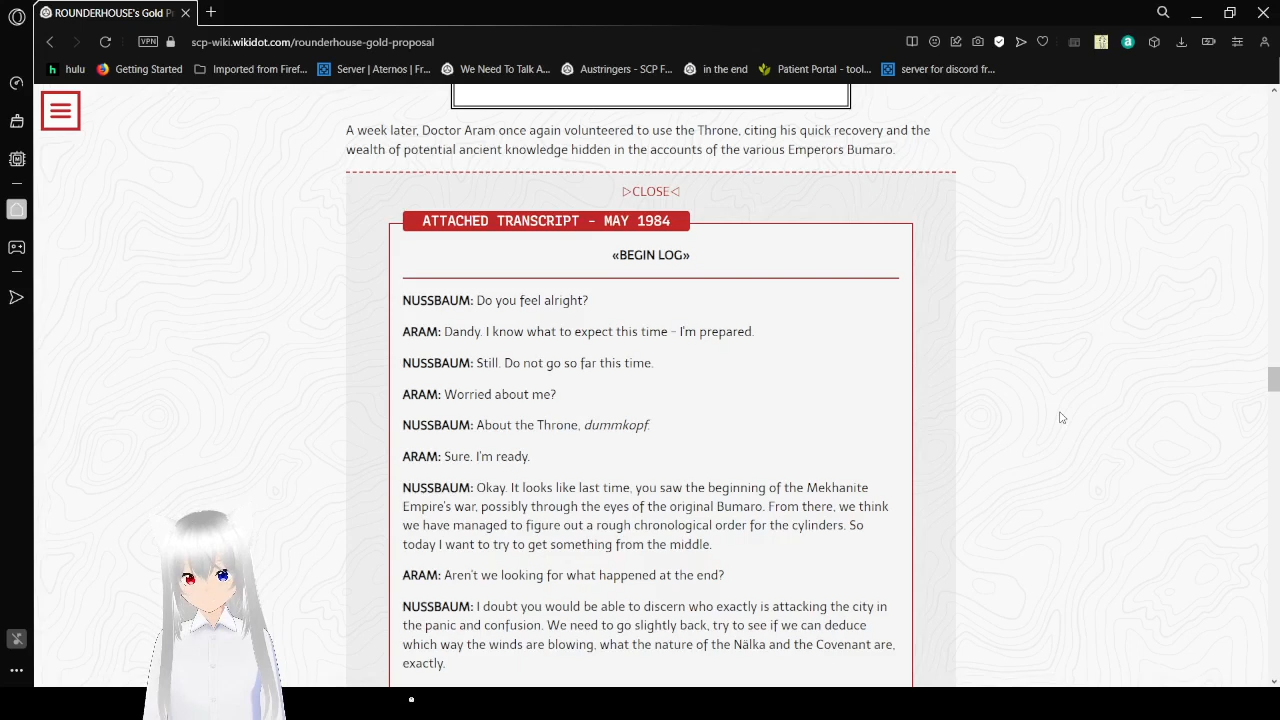 ROUNDERHOUSE's Gold P
scp-wiki.wikidot.com/rounderhouse-gold-proposal
VPN
hulu
Getting Started
Imported from Firef...
Server | Aternos | Fr...
We Need To Talk A...
Austringers - SCP F...
in the end
Patient Portal - tool...
server for discord fr...
A week later, Doctor Aram once again volunteered to use the Throne, citing his quick recovery and the
wealth of potential ancient knowledge hidden in the accounts of the various Emperors Bumaro.
▷CLOSE◁
ATTACHED TRANSCRIPT - MAY 1984
«BEGIN LOG»
NUSSBAUM: Do you feel alright?
ARAM: Dandy. I know what to expect this time - I'm prepared.
NUSSBAUM: Still. Do not go so far this time.
ARAM: Worried about me?
NUSSBAUM: About the Throne, dummkopf.
ARAM: Sure. I'm ready.
NUSSBAUM: Okay. It looks like last time, you saw the beginning of the Mekhanite
Empire's war, possibly through the eyes of the original Bumaro. From there, we think
we have managed to figure out a rough chronological order for the cylinders. So
today I want to try to get something from the middle.
ARAM: Aren't we looking for what happened at the end?
NUSSBAUM: I doubt you would be able to discern who exactly is attacking the city in
the panic and confusion. We need to go slightly back, try to see if we can deduce
which way the winds are blowing, what the nature of the Nälka and the Covenant are,
exactly.